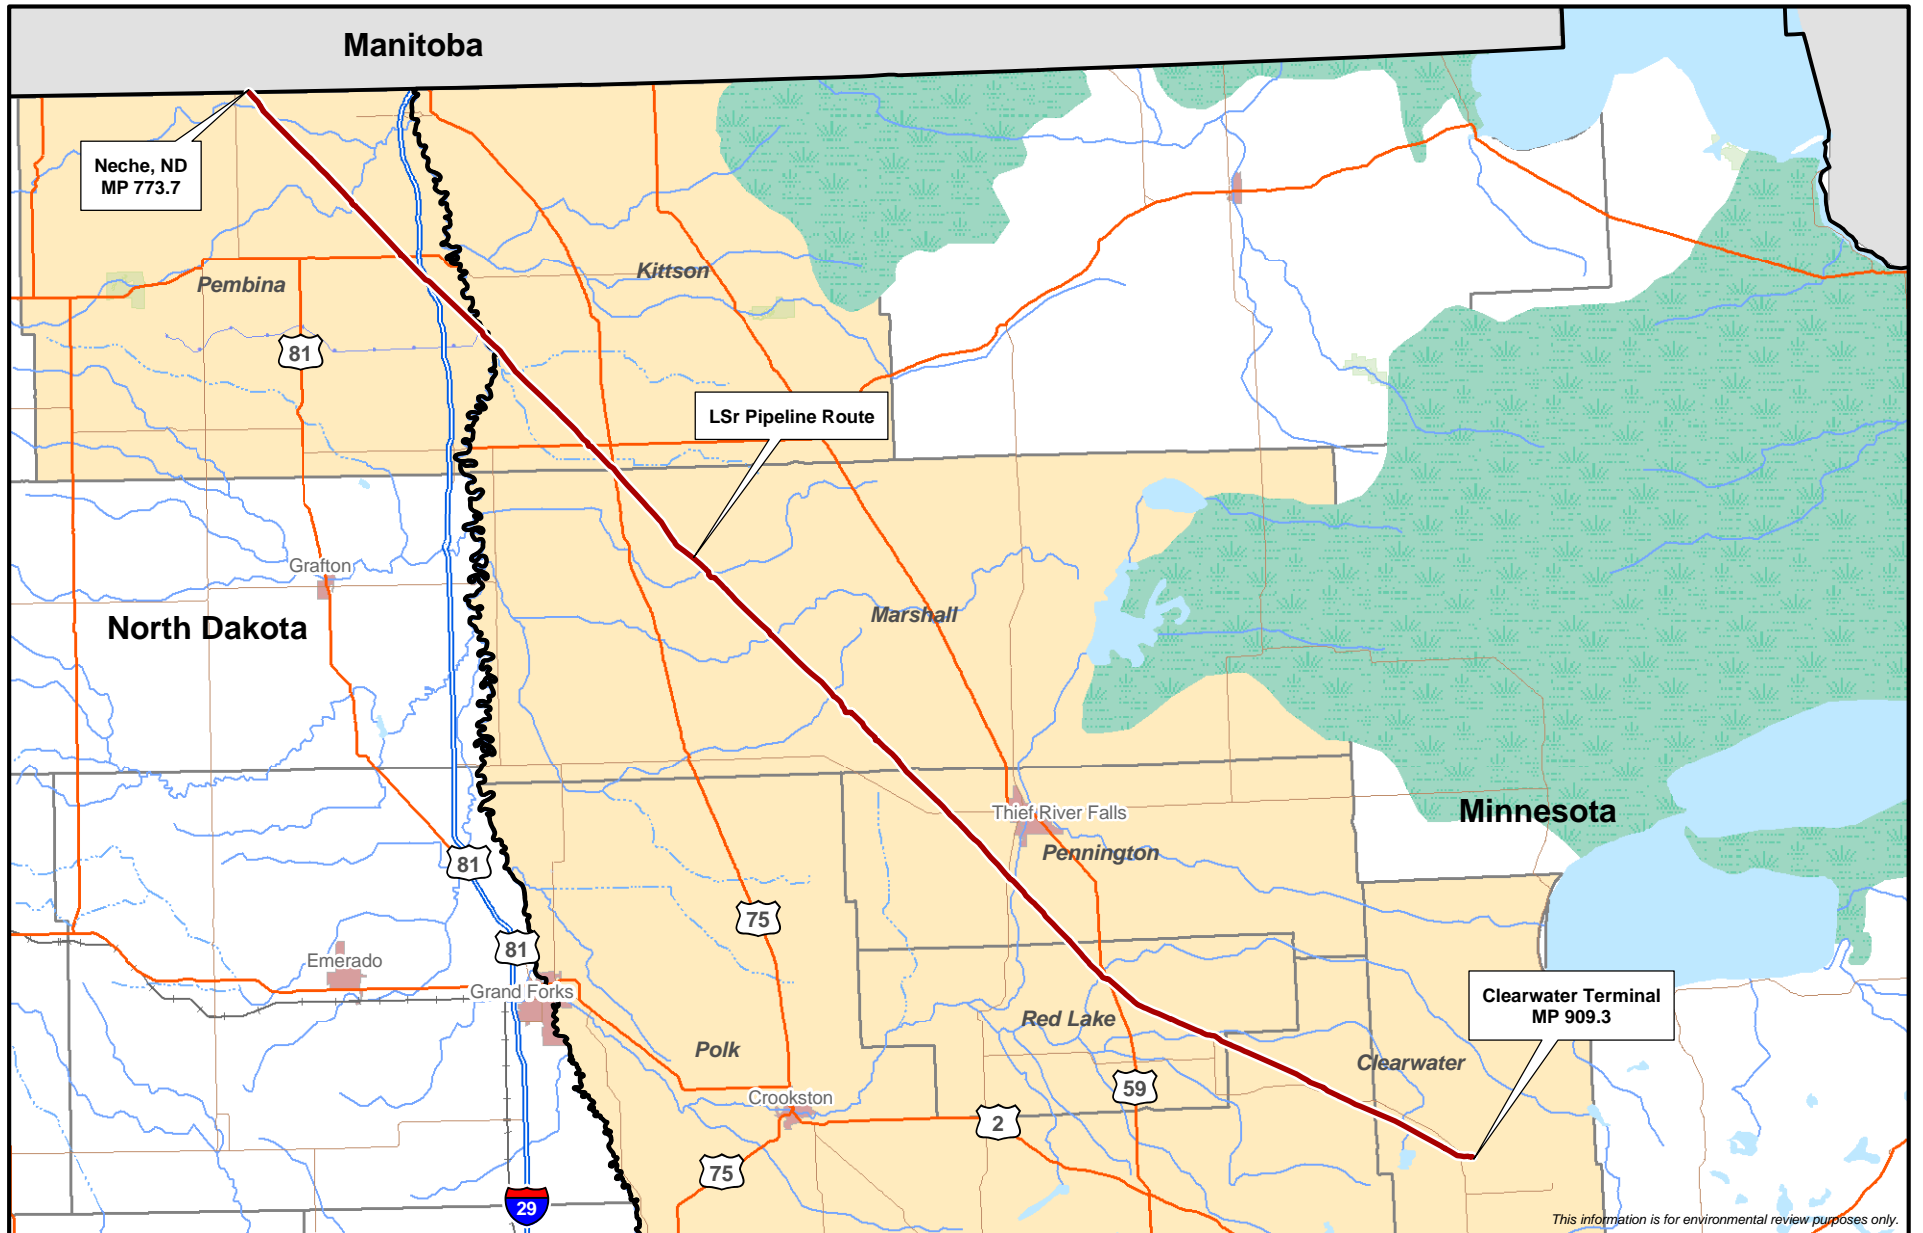 Manitoba
Neche, ND
MP 773.7
Pembina
Kittson
81
LSr Pipeline Route
Grafton
North Dakota
Marshall
Thief River Falls
Minnesota
Pennington
81
75
81
Emerado
Grand Forks
Clearwater Terminal
MP 909.3
Red Lake
Polk
Clearwater
59
Crookston
2
75
29
This information is for environmental review purposes only.